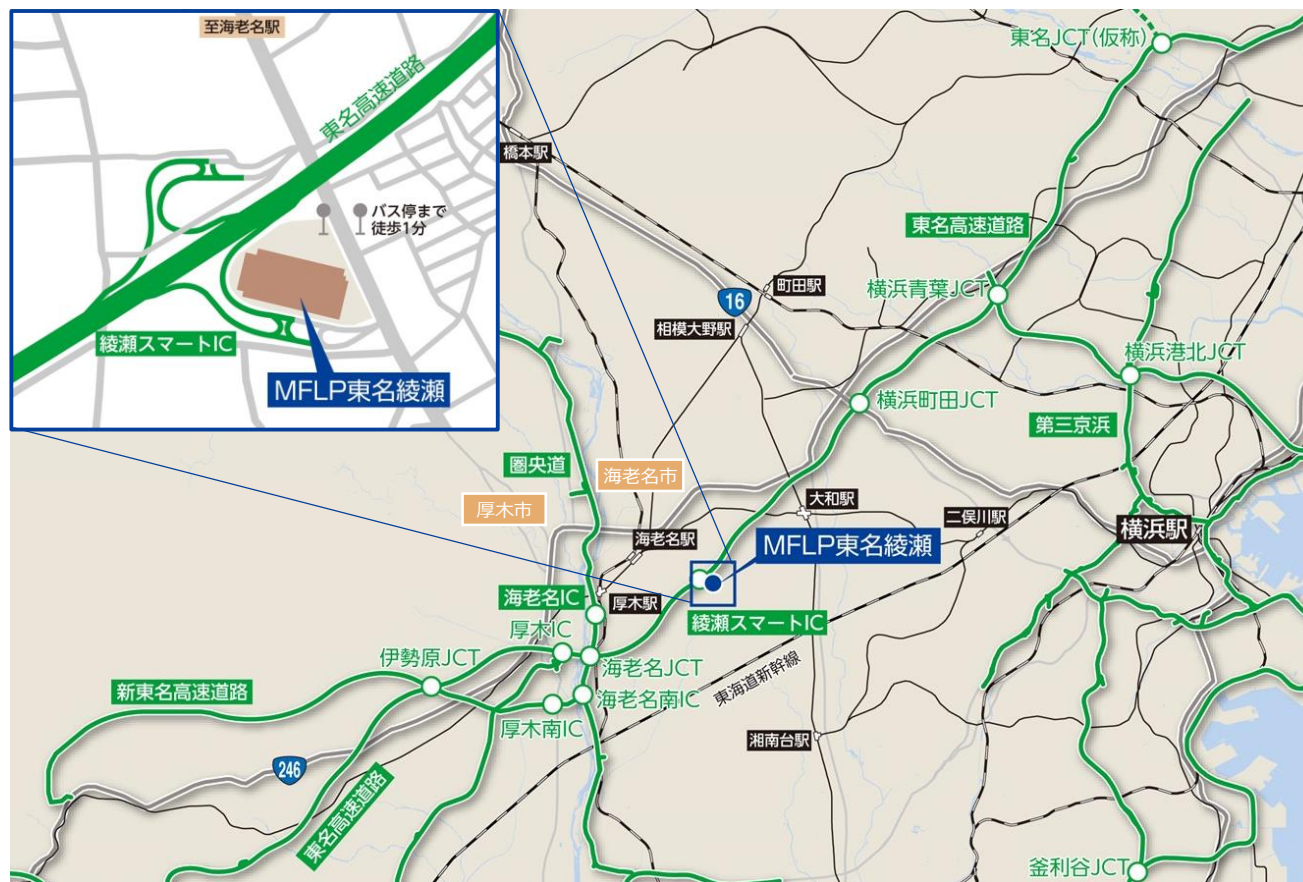 至海老名駅
東名高速道路
バス停まで
徒歩1分
綾瀬スマートIC
MFLP東名綾瀬
東名JCT(仮称)
橋本駅
東名高速道路
町田駅
16
横浜青葉JCT
相模大野駅
横浜港北JCT
横浜町田JCT
第三京浜
圏央道
海老名市
厚木市
大和駅
二俣川駅
横浜駅
海老名駅
MFLP東名綾瀬
海老名IC
厚木駅
綾瀬スマートIC
厚木IC
伊勢原JCT
海老名JCT
東海道新幹線
新東名高速道路
海老名南IC
厚木南IC
湘南台駅
246
東名高速道路
釜利谷JCT